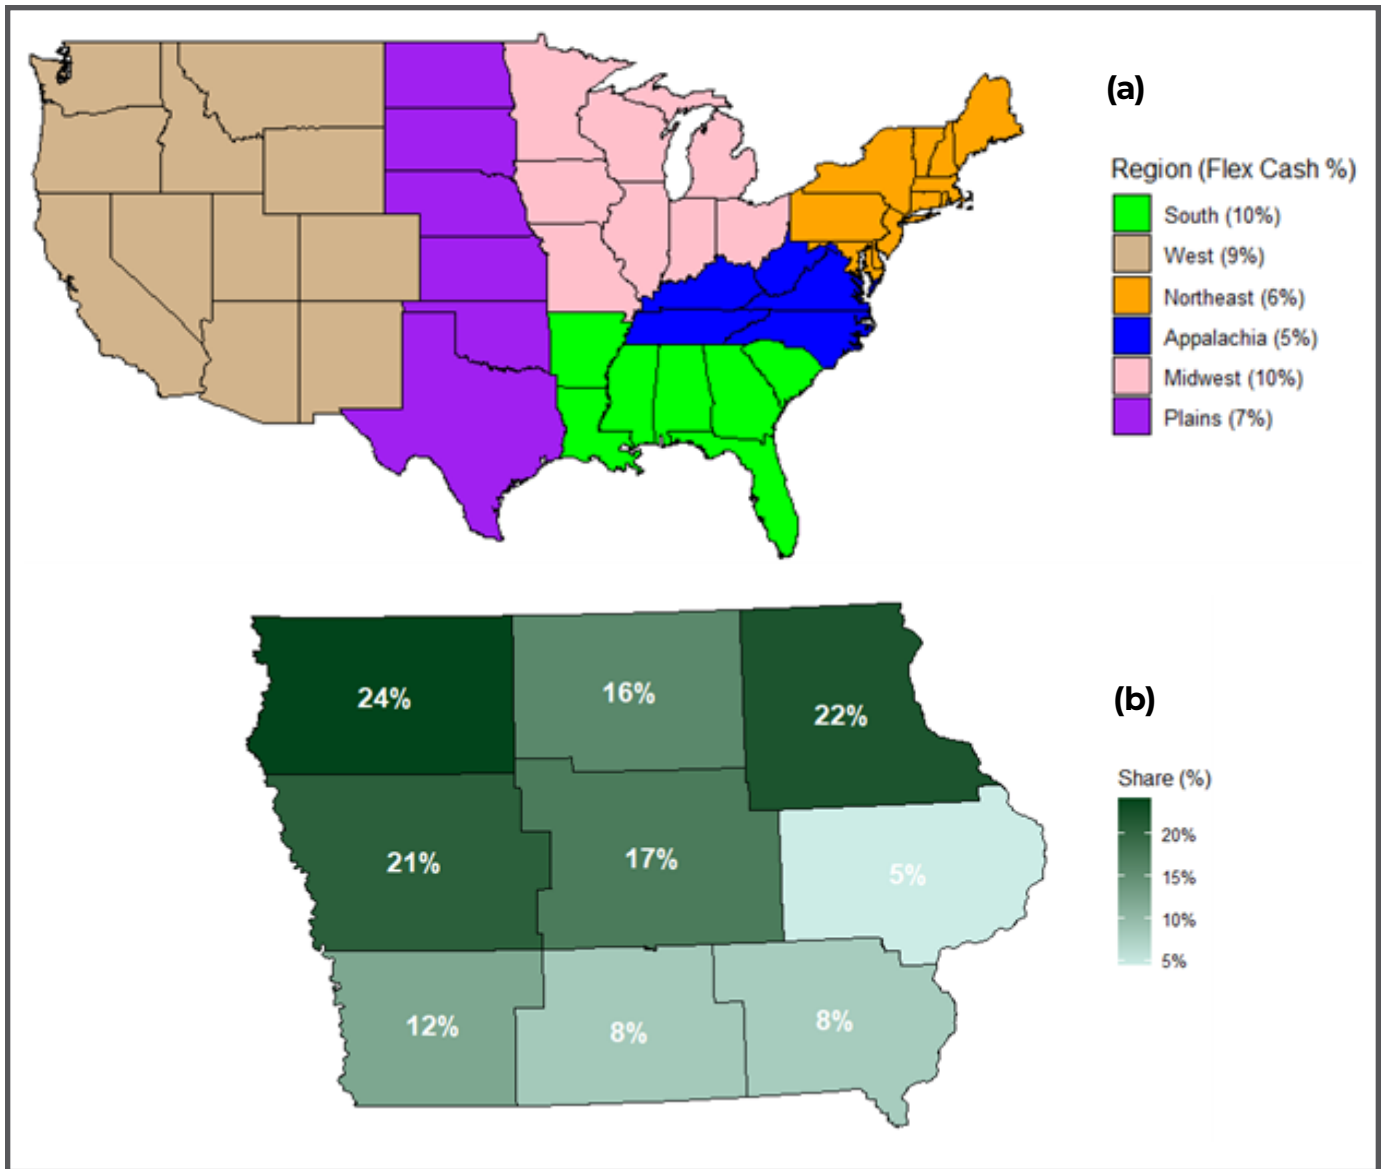 (a)
Region (Flex Cash %)
South (10%)
West (9%)
Northeast (6%)
Appalachia (5%)
Midwest (10%)
Plains (7%)
24%
16%
22%
21%
17%
5%
12%
8%
8%
(b)
Share (%)
20%
15%
10%
5%